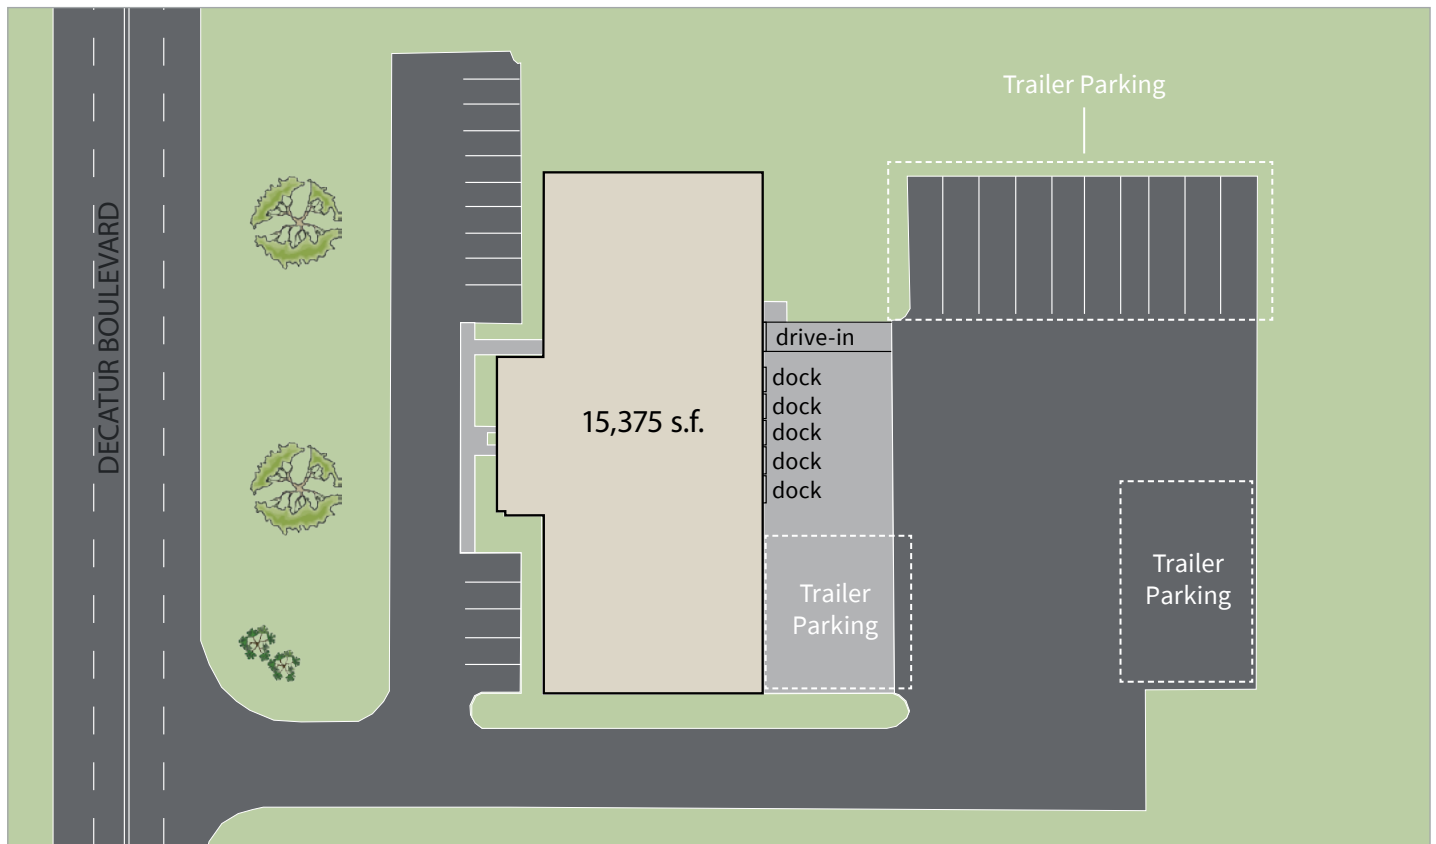 Trailer Parking
DECATUR BOULEVARD
drive-in
dock
dock
15,375 s.f.
dock
dock
dock
Trailer
Parking
Trailer
Parking